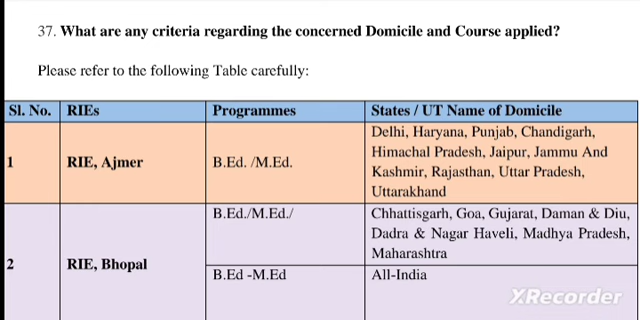 37. What are any criteria regarding the concerned Domicile and Course applied?
Please refer to the following Table carefully:
Sl. No. RIEs Programmes States / UT Name of Domicile
1 RIE, Ajmer B.Ed. /M.Ed. Delhi, Haryana, Punjab, Chandigarh,
Himachal Pradesh, Jaipur, Jammu And
Kashmir, Rajasthan, Uttar Pradesh,
Uttarakhand
2 RIE, Bhopal B.Ed./M.Ed./ Chhattisgarh, Goa, Gujarat, Daman & Diu,
Dadra & Nagar Haveli, Madhya Pradesh,
Maharashtra
B.Ed -M.Ed All-India
XRecorder